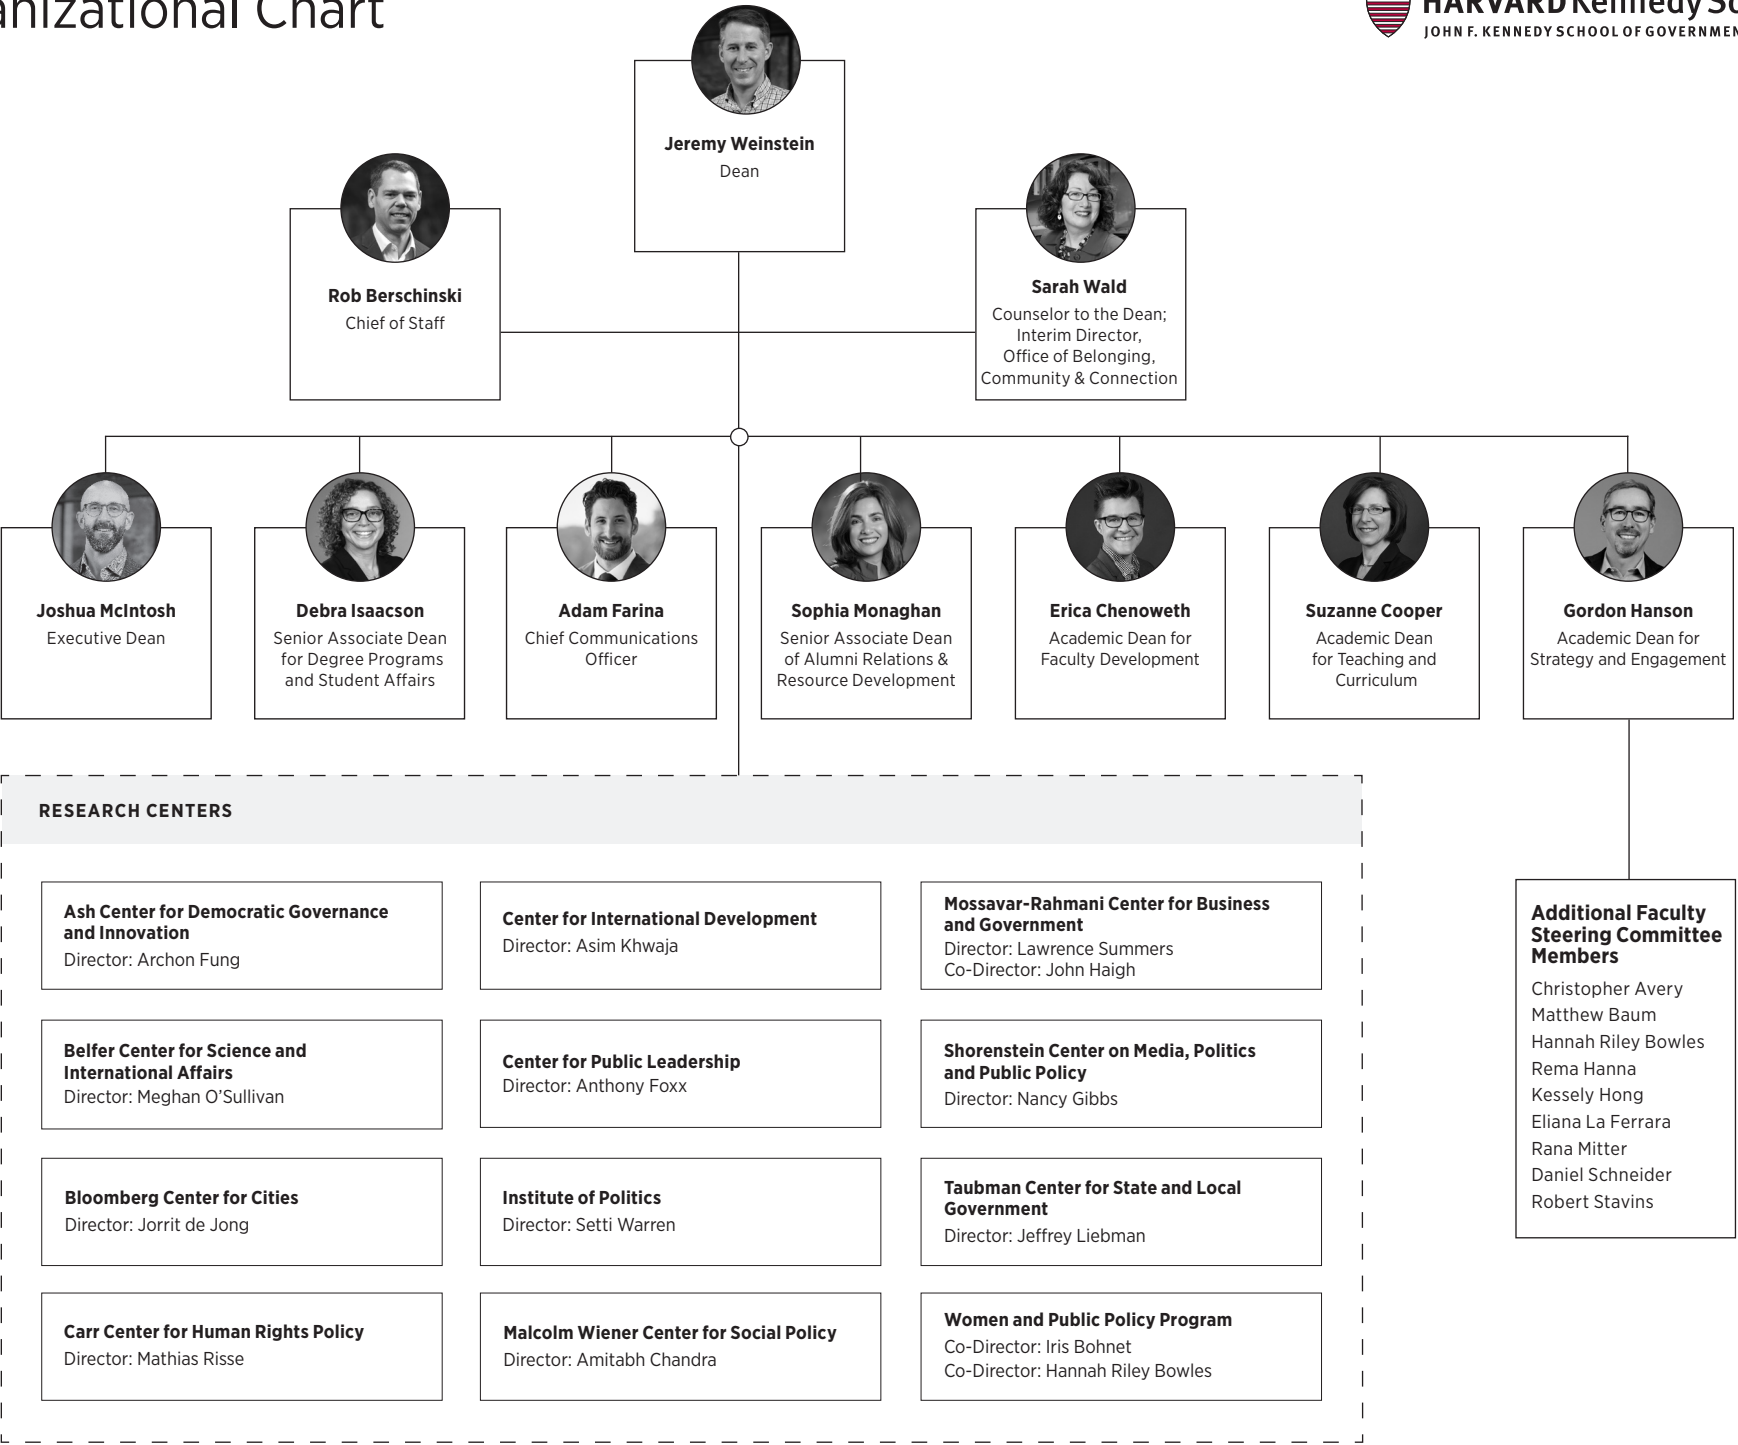 Chart
HARVARD Kennedy
JOHN F. KENNEDY SCHOOL OF
Jeremy Weinstein
Dean
Rob Berschinski
Chief of Staff
Sarah Wald
Counselor to the Dean;
Interim Director,
Office of Belonging,
Community & Connection
Joshua McIntosh
Executive Dean
Debra Isaacson
Senior Associate Dean
for Degree Programs
and Student Affairs
Adam Farina
Chief Communications
Officer
Sophia Monaghan
Senior Associate Dean
of Alumni Relations &
Resource Development
Erica Chenoweth
Academic Dean for
Faculty Development
Suzanne Cooper
Academic Dean
for Teaching and
Curriculum
Gordon Hanson
Academic Dean for
Strategy and Engagement
RESEARCH CENTERS
Ash Center for Democratic Governance
and Innovation
Director: Archon Fung
Center for International Development
Director: Asim Khwaja
Mossavar-Rahmani Center for Business
and Government
Director: Lawrence Summers
Co-Director: John Haigh
Belfer Center for Science and
International Affairs
Director: Meghan O’Sullivan
Center for Public Leadership
Director: Anthony Foxx
Shorenstein Center on Media, Politics
and Public Policy
Director: Nancy Gibbs
Bloomberg Center for Cities
Director: Jorrit de Jong
Institute of Politics
Director: Setti Warren
Taubman Center for State and Local
Government
Director: Jeffrey Liebman
Carr Center for Human Rights Policy
Director: Mathias Risse
Malcolm Wiener Center for Social Policy
Director: Amitabh Chandra
Women and Public Policy Program
Co-Director: Iris Bohnet
Co-Director: Hannah Riley Bowles
Additional Faculty
Steering Committee
Members
Christopher Avery
Matthew Baum
Hannah Riley Bowles
Rema Hanna
Kessely Hong
Eliana La Ferrara
Rana Mitter
Daniel Schneider
Robert Stavins